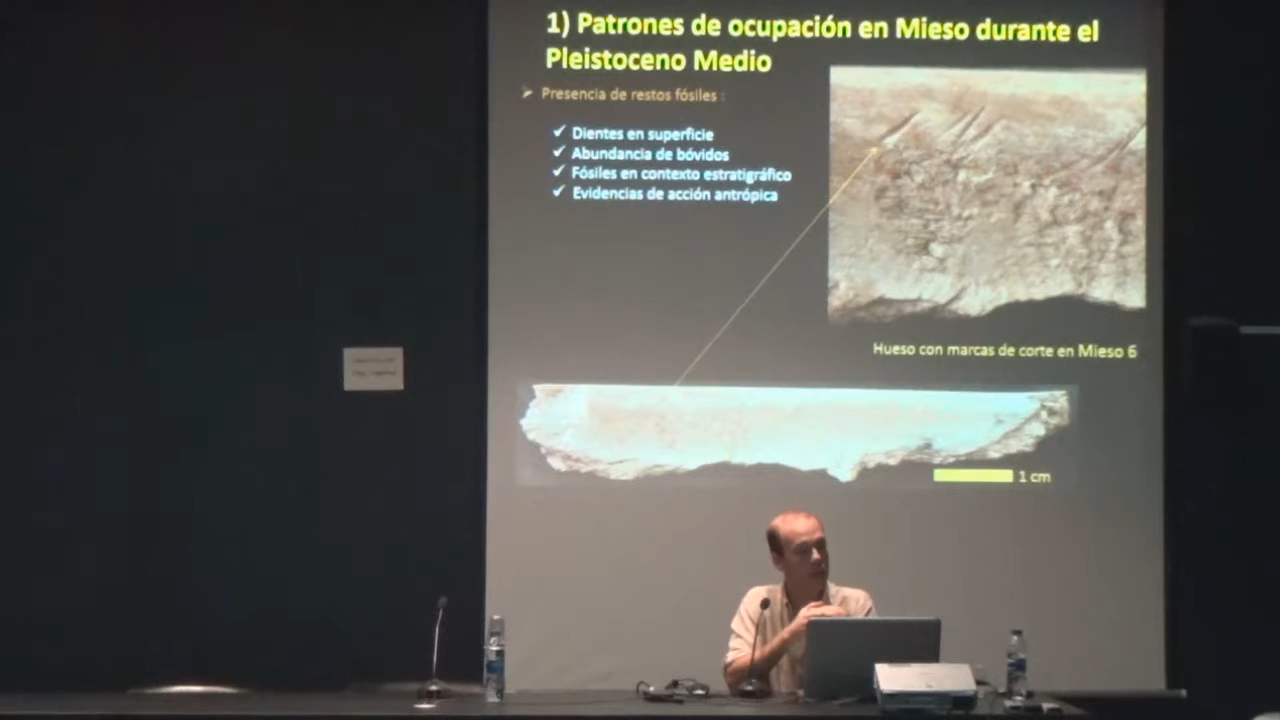 1) Patrones de ocupación en Mieso durante el
Pleistoceno Medio
Presencia de restos fósiles :
Dientes en superficie
Abundancia de bóvidos
Fósiles en contexto estratigráfico
Evidencias de acción antrópica
Hueso con marcas de corte en Mieso 6
1 cm